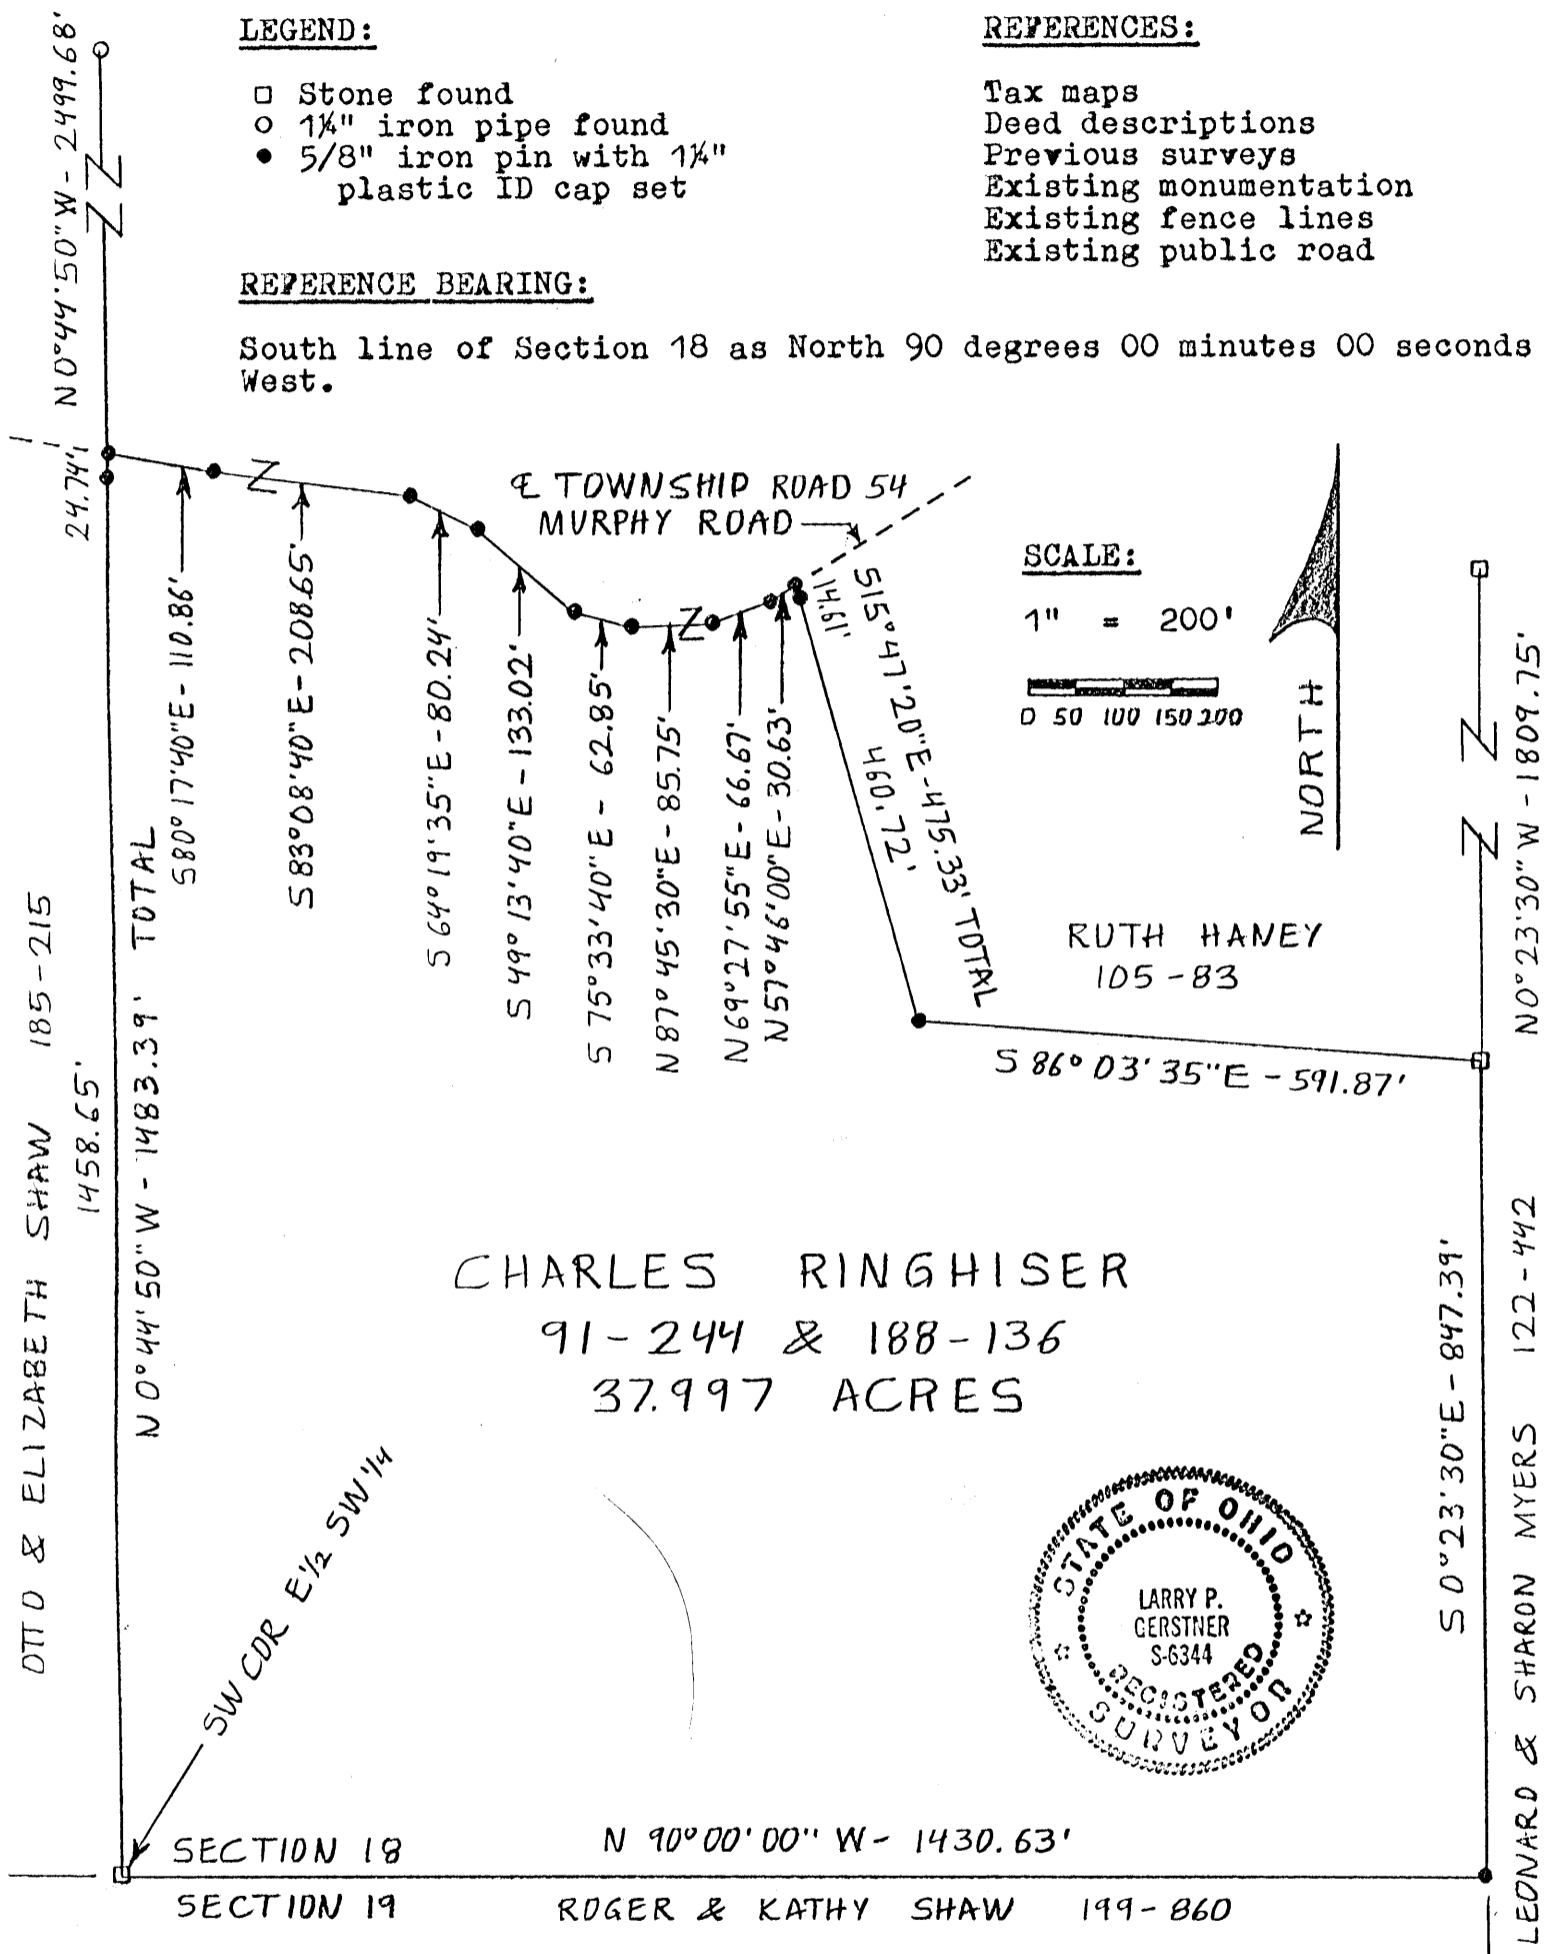 LEGEND:
□ Stone found
○ 1¼" iron pipe found
● 5/8" iron pin with 1¼"
plastic ID cap set
REFERENCES:
Tax maps
Deed descriptions
Previous surveys
Existing monumentation
Existing fence lines
Existing public road
REFERENCE BEARING:
South line of Section 18 as North 90 degrees 00 minutes 00 seconds
West.
N0°44'50"W - 2499.68'
24.74'
℄ TOWNSHIP ROAD 54
MURPHY ROAD
SCALE:
1" = 200'
0 50 100 150 200
NORTH
S80°17'40"E - 110.86'
S83°08'40"E - 208.65'
S64°19'35"E - 80.24'
S49°13'40"E - 133.02'
S75°33'40"E - 62.85'
N87°45'30"E - 85.75'
N69°27'55"E - 66.67'
N57°46'00"E - 30.63'
14.61'
460.72'
S15°47'20"E - 475.33' TOTAL
RUTH HANEY
105-83
N0°23'30"W - 1809.75'
S 86° 03' 35"E - 591.87'
OTTO & ELIZABETH SHAW 185-215
1458.65'
N0°44'50"W - 1483.39' TOTAL
CHARLES RINGHISER
91-244 & 188-136
37.997 ACRES
SW COR E½ SW¼
STATE OF OHIO
LARRY P.
GERSTNER
S-6344
REGISTERED
SURVEYOR
S0°23'30"E - 847.39'
LEONARD & SHARON MYERS 122-442
SECTION 18
N 90°00'00" W - 1430.63'
SECTION 19
ROGER & KATHY SHAW 199-860